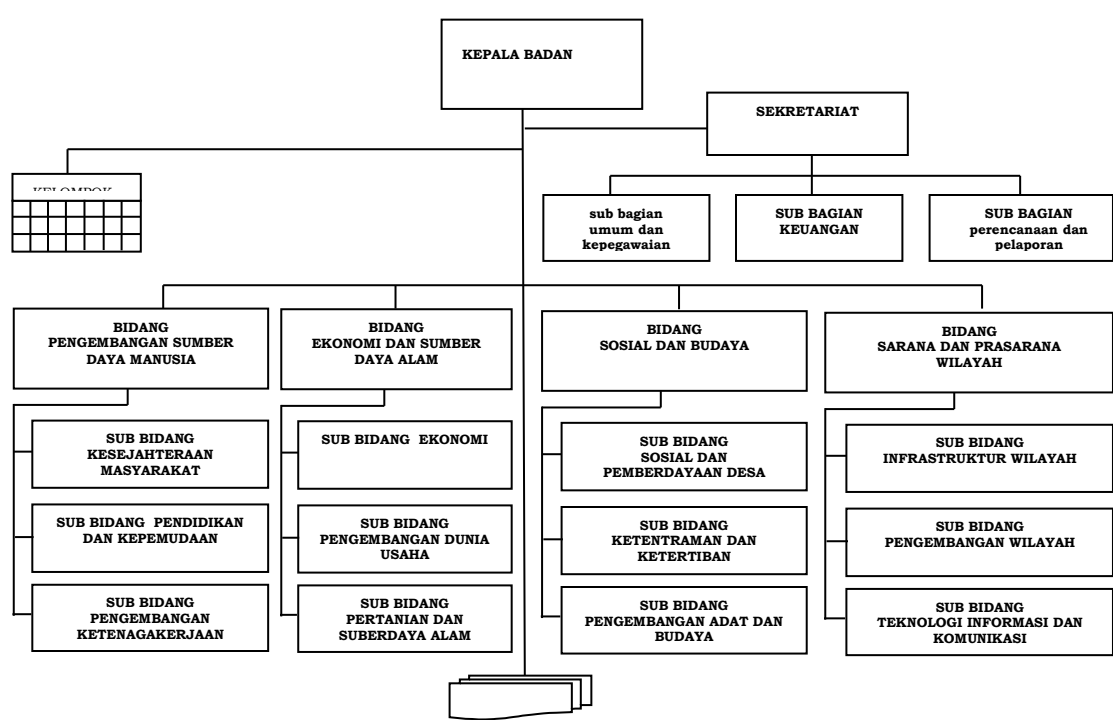 KEPALA BADAN
SEKRETARIAT
KELOMPOK
sub bagian
umum dan
kepegawaian
SUB BAGIAN
KEUANGAN
SUB BAGIAN
perencanaan dan
pelaporan
BIDANG
PENGEMBANGAN SUMBER
DAYA MANUSIA
BIDANG
EKONOMI DAN SUMBER
DAYA ALAM
BIDANG
SOSIAL DAN BUDAYA
BIDANG
SARANA DAN PRASARANA
WILAYAH
SUB BIDANG
KESEJAHTERAAN
MASYARAKAT
SUB BIDANG EKONOMI
SUB BIDANG
SOSIAL DAN
PEMBERDAYAAN DESA
SUB BIDANG
INFRASTRUKTUR WILAYAH
SUB BIDANG PENDIDIKAN
DAN KEPEMUDAAN
SUB BIDANG
PENGEMBANGAN DUNIA
USAHA
SUB BIDANG
KETENTRAMAN DAN
KETERTIBAN
SUB BIDANG
PENGEMBANGAN WILAYAH
SUB BIDANG
PENGEMBANGAN
KETENAGAKERJAAN
SUB BIDANG
PERTANIAN DAN
SUBERDAYA ALAM
SUB BIDANG
PENGEMBANGAN ADAT DAN
BUDAYA
SUB BIDANG
TEKNOLOGI INFORMASI DAN
KOMUNIKASI